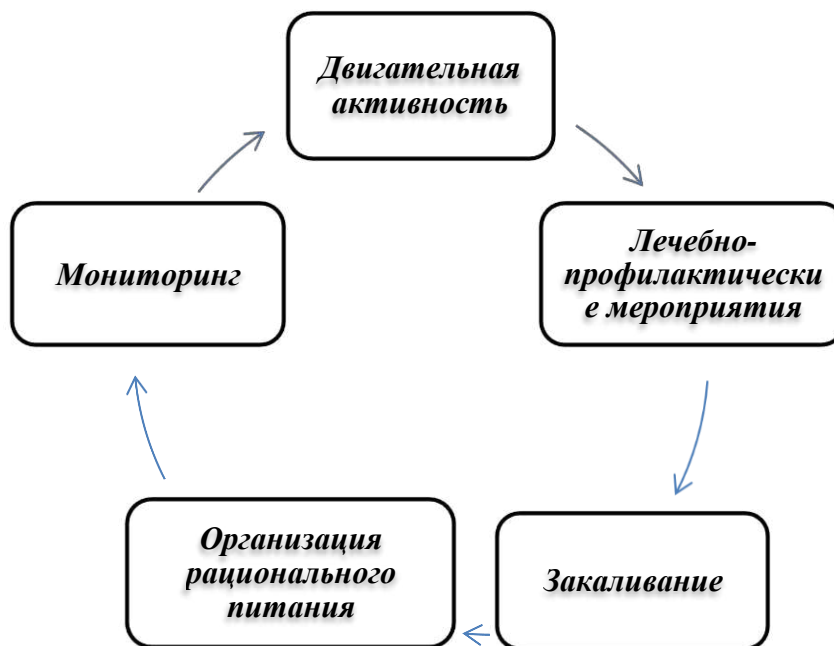 Двигательная
активность
Лечебно-
профилактически
е мероприятия
Мониторинг
Организация
рационального
питания
Закаливание